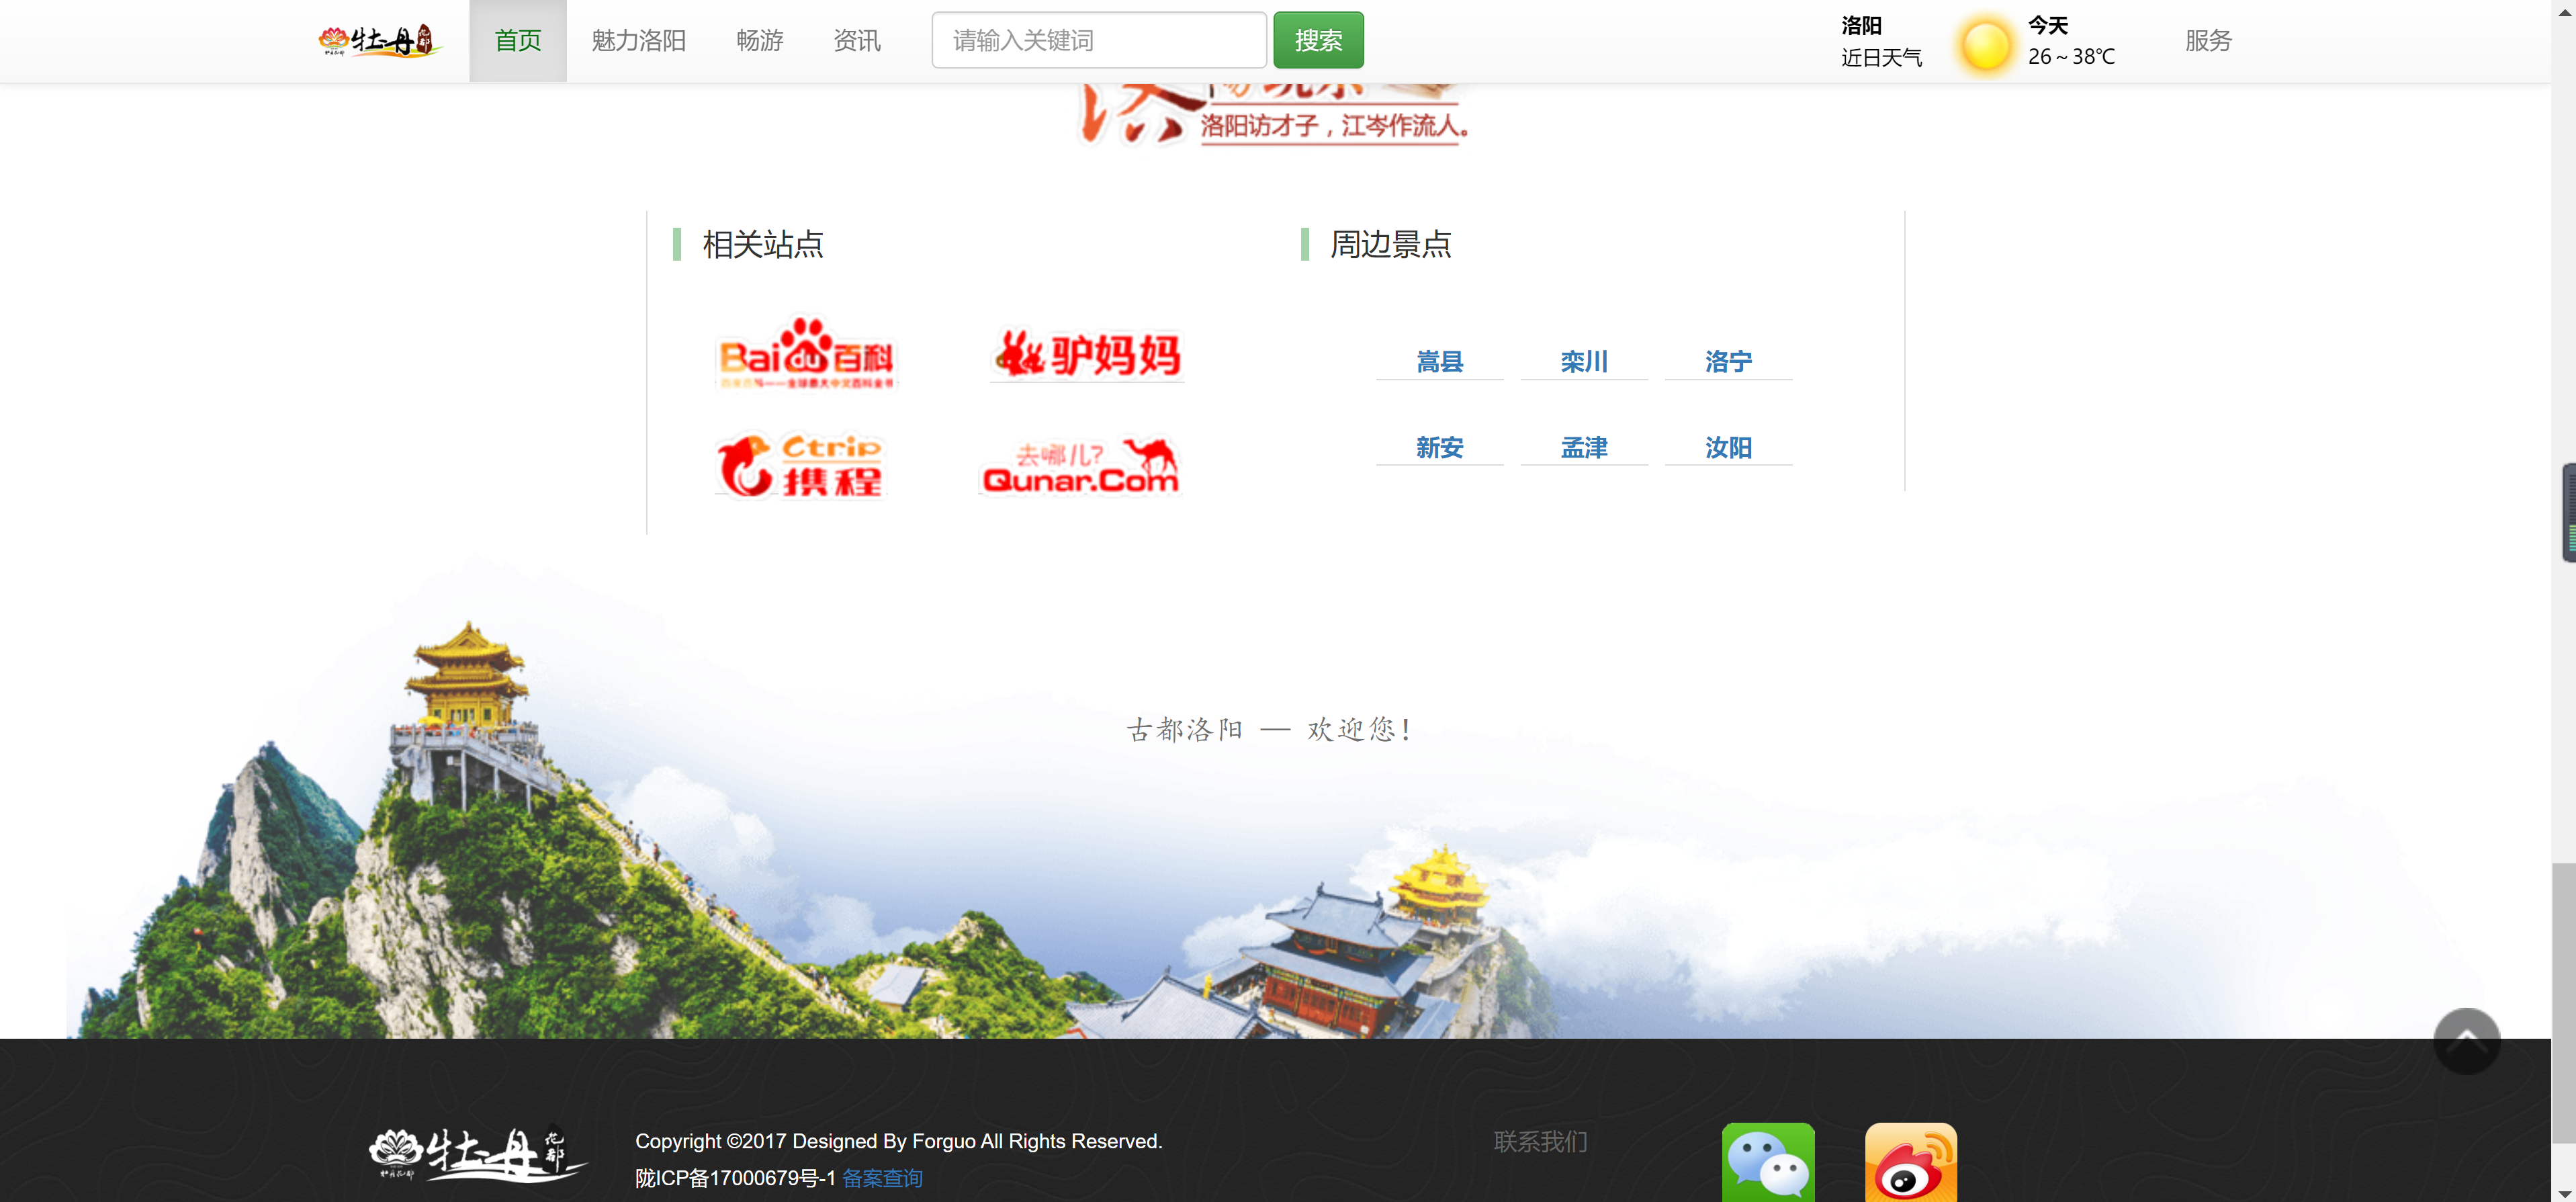 牡丹花都
首页
魅力洛阳
畅游
资讯
请输入关键词
搜索
洛阳
近日天气
今天
26～38℃
服务
洛阳访才子，江岑作流人。
相关站点
周边景点
Baidu百科
驴妈妈
嵩县
栾川
洛宁
Ctrip
携程
去哪儿?
Qunar.Com
新安
孟津
汝阳
古都洛阳 — 欢迎您!
牡丹花都
Copyright ©2017 Designed By Forguo All Rights Reserved.
联系我们
陇ICP备17000679号-1 备案查询